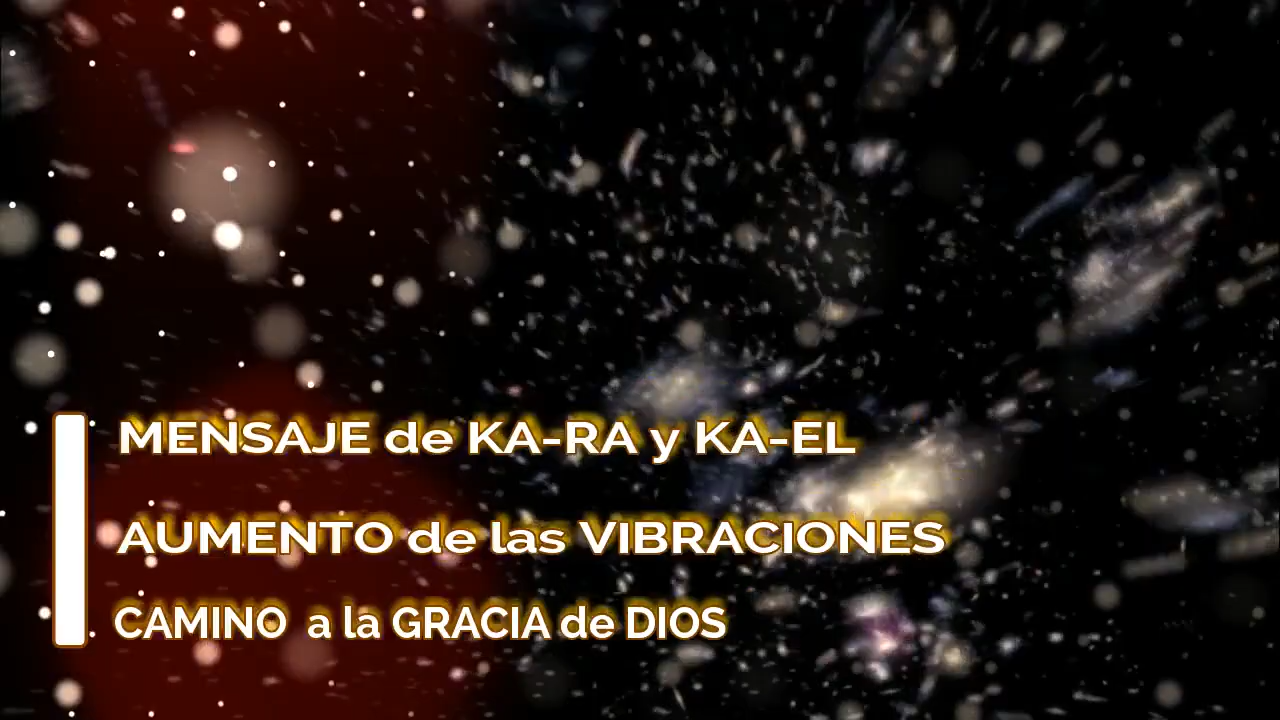 MENSAJE de KA-RA y KA-EL
AUMENTO de las VIBRACIONES
CAMINO a la GRACIA de DIOS